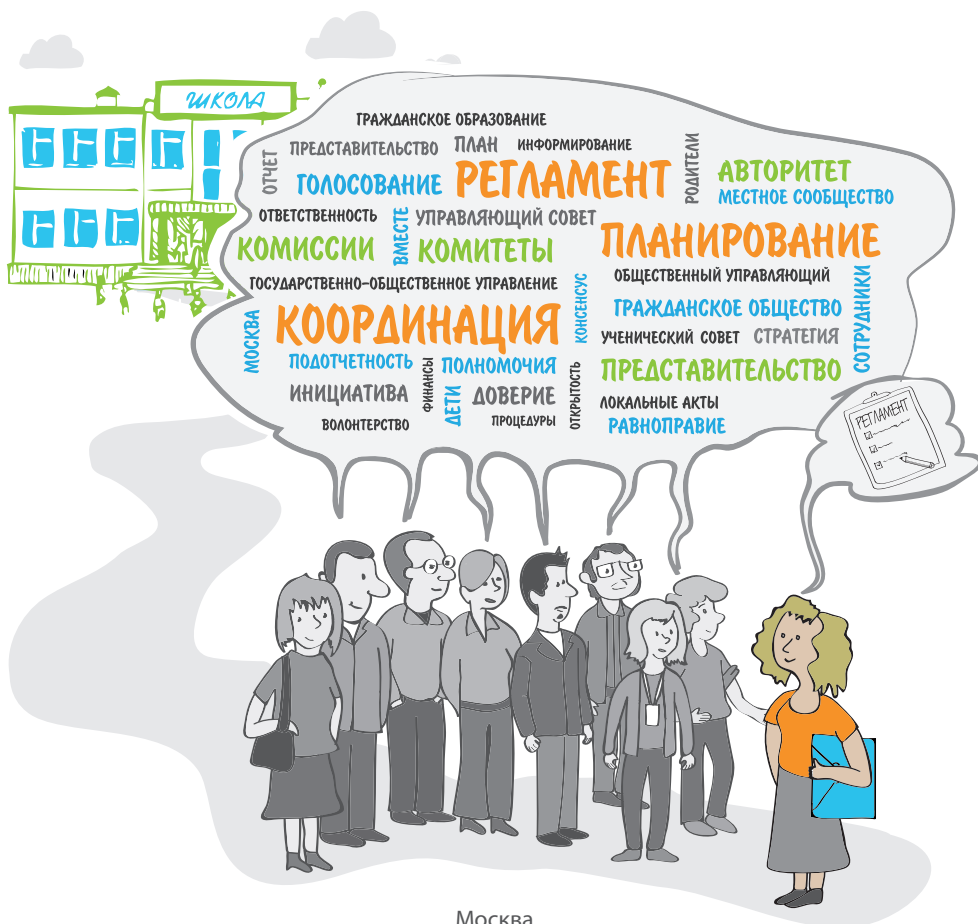 ШКОЛА
ГРАЖДАНСКОЕ ОБРАЗОВАНИЕ
ОТЧЕТ
ПРЕДСТАВИТЕЛЬСТВО
ПЛАН
ИНФОРМИРОВАНИЕ
ГОЛОСОВАНИЕ
РЕГЛАМЕНТ
РОДИТЕЛИ
АВТОРИТЕТ
МЕСТНОЕ СООБЩЕСТВО
ОТВЕТСТВЕННОСТЬ
ВМЕСТЕ
УПРАВЛЯЮЩИЙ СОВЕТ
КОМИССИИ
КОМИТЕТЫ
ПЛАНИРОВАНИЕ
ГОСУДАРСТВЕННО-ОБЩЕСТВЕННОЕ УПРАВЛЕНИЕ
КОНСЕНСУС
ОБЩЕСТВЕННЫЙ УПРАВЛЯЮЩИЙ
СОТРУДНИКИ
МОСКВА
КООРДИНАЦИЯ
ГРАЖДАНСКОЕ ОБЩЕСТВО
УЧЕНИЧЕСКИЙ СОВЕТ
СТРАТЕГИЯ
ПОДОТЧЕТНОСТЬ
ФИНАНСЫ
ПОЛНОМОЧИЯ
ОТКРЫТОСТЬ
ПРЕДСТАВИТЕЛЬСТВО
ИНИЦИАТИВА
ДЕТИ
ДОВЕРИЕ
ЛОКАЛЬНЫЕ АКТЫ
ВОЛОНТЕРСТВО
ПРОЦЕДУРЫ
РАВНОПРАВИЕ
РЕГЛАМЕНТ
Москва